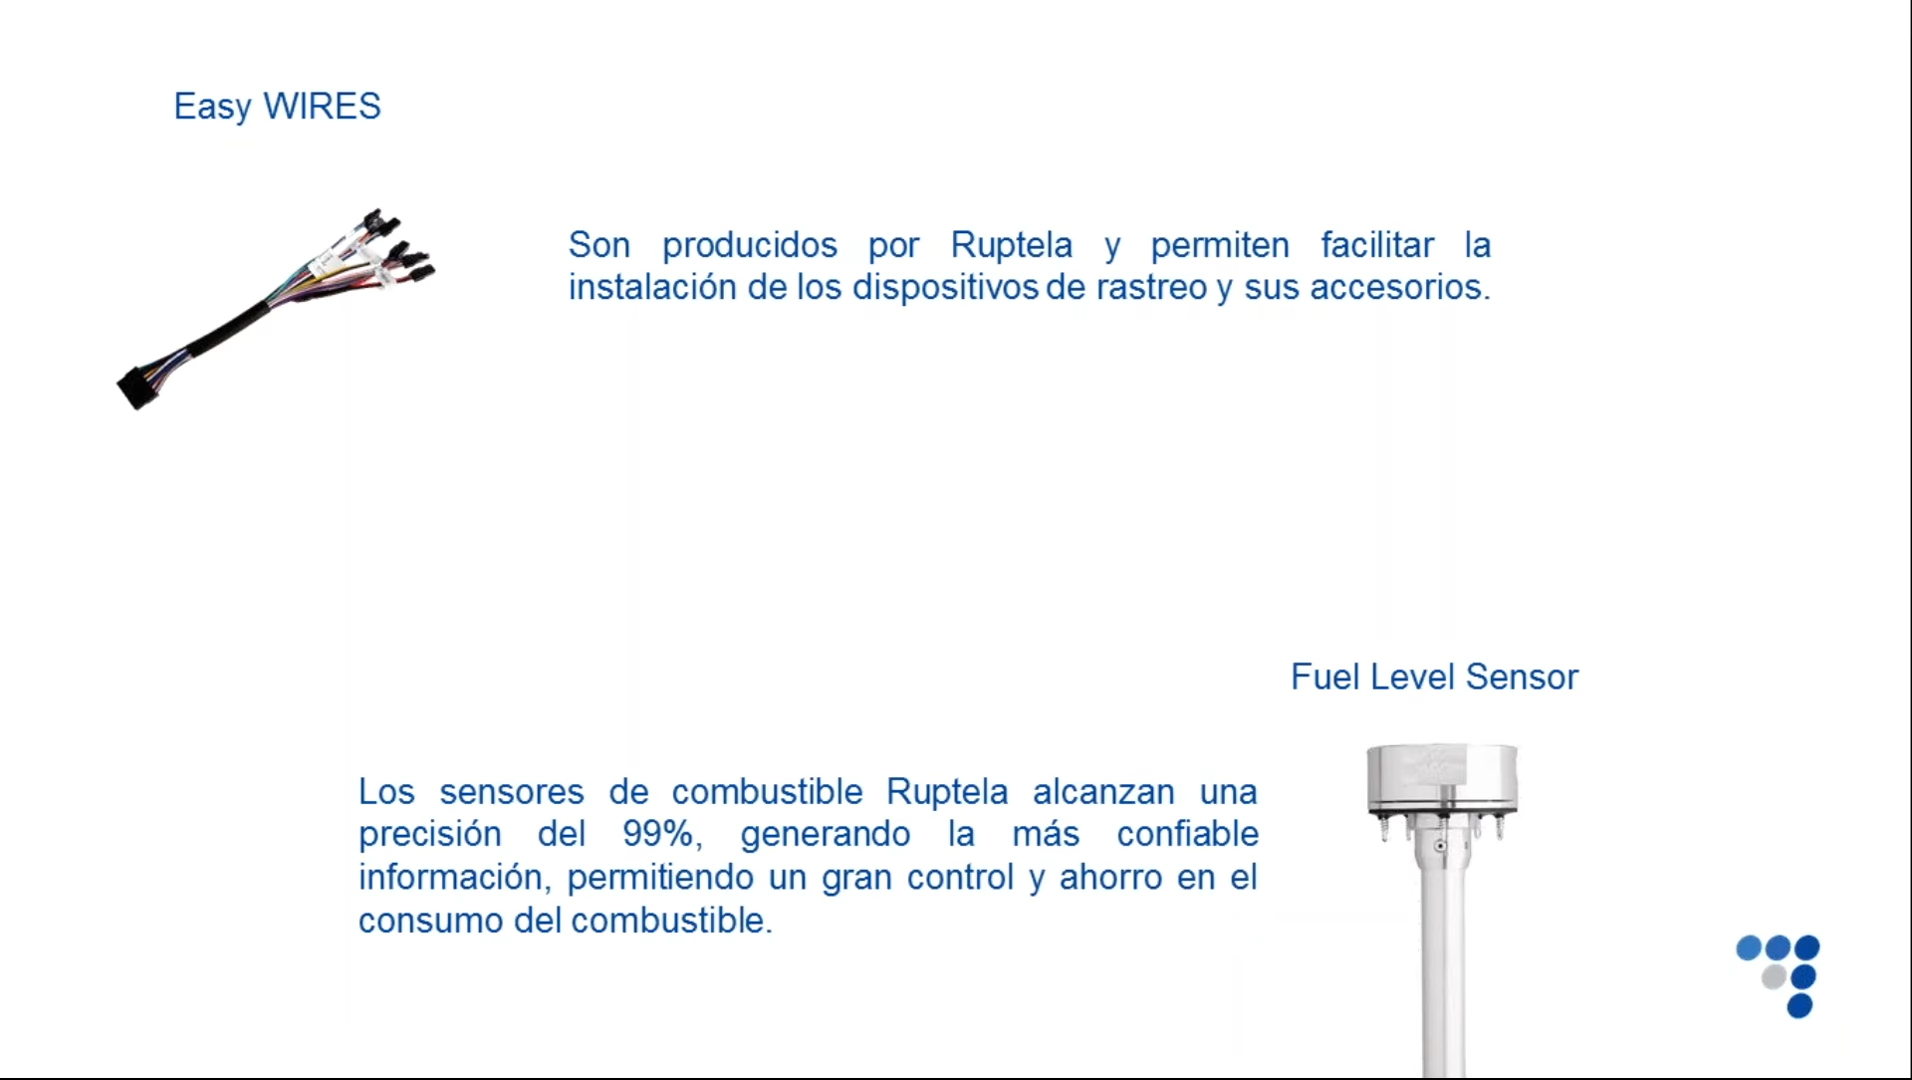 Easy WIRES
Son producidos por Ruptela y permiten facilitar la
instalación de los dispositivos de rastreo y sus accesorios.
Fuel Level Sensor
Los sensores de combustible Ruptela alcanzan una
precisión del 99%, generando la más confiable
información, permitiendo un gran control y ahorro en el
consumo del combustible.